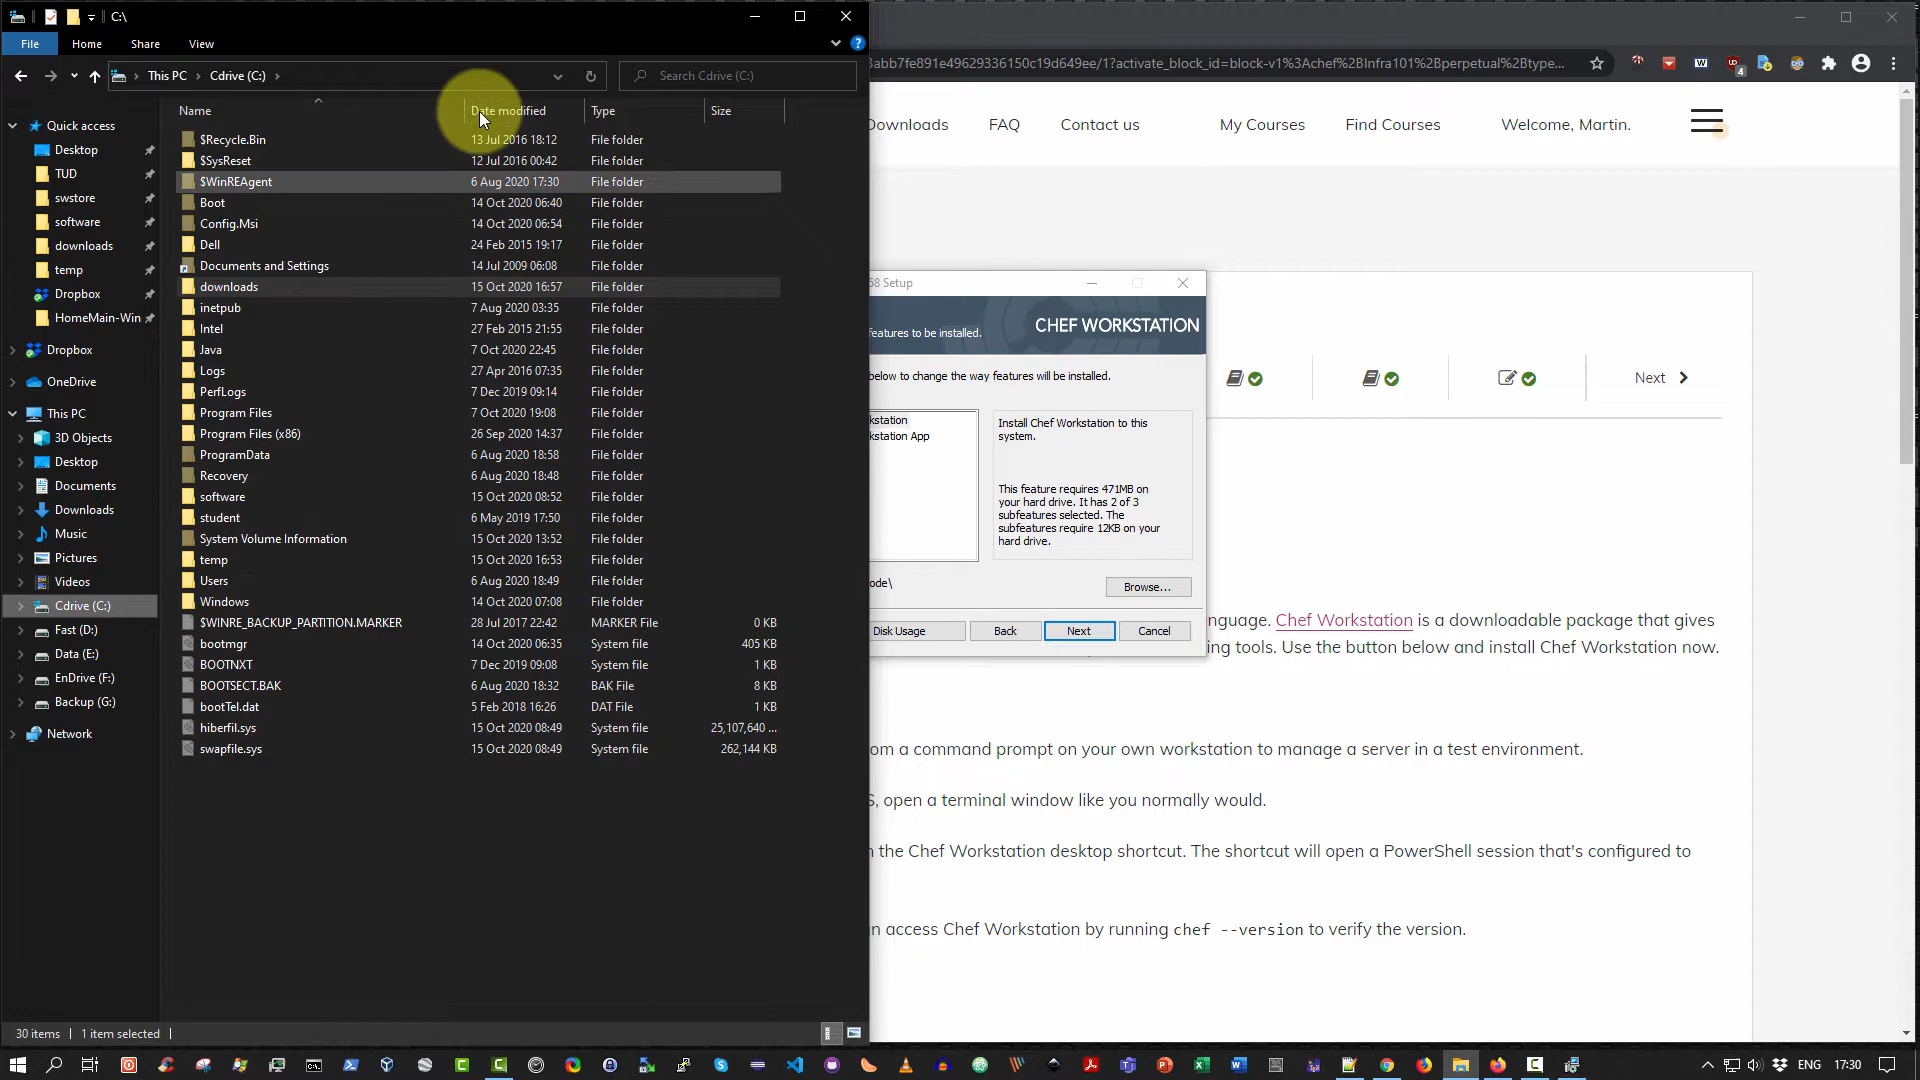 C:\
File
Home
Share
View
This PC
Cdrive (C:)
Search Cdrive (C:)
Name
Date modified
Type
Size
Quick access
Desktop
TUD
swstore
software
downloads
temp
Dropbox
HomeMain-Win
Dropbox
OneDrive
This PC
3D Objects
Desktop
Documents
Downloads
Music
Pictures
Videos
Cdrive (C:)
Fast (D:)
Data (E:)
EnDrive (F:)
Backup (G:)
Network
$Recycle.Bin 13 Jul 2016 18:12 File folder
$SysReset 12 Jul 2016 00:42 File folder
$WinREAgent 6 Aug 2020 17:30 File folder
Boot 14 Oct 2020 06:40 File folder
Config.Msi 14 Oct 2020 06:54 File folder
Dell 24 Feb 2015 19:17 File folder
Documents and Settings 14 Jul 2009 06:08 File folder
downloads 15 Oct 2020 16:57 File folder
inetpub 7 Aug 2020 03:35 File folder
Intel 27 Feb 2015 21:55 File folder
Java 7 Oct 2020 22:45 File folder
Logs 27 Apr 2016 07:35 File folder
PerfLogs 7 Dec 2019 09:14 File folder
Program Files 7 Oct 2020 19:08 File folder
Program Files (x86) 26 Sep 2020 14:37 File folder
ProgramData 6 Aug 2020 18:58 File folder
Recovery 6 Aug 2020 18:48 File folder
software 15 Oct 2020 08:52 File folder
student 6 May 2019 17:50 File folder
System Volume Information 15 Oct 2020 13:52 File folder
temp 15 Oct 2020 16:53 File folder
Users 6 Aug 2020 18:49 File folder
Windows 14 Oct 2020 07:08 File folder
$WINRE_BACKUP_PARTITION.MARKER 28 Jul 2017 22:42 MARKER File 0 KB
bootmgr 14 Oct 2020 06:35 System file 405 KB
BOOTNXT 7 Dec 2019 09:08 System file 1 KB
BOOTSECT.BAK 6 Aug 2020 18:32 BAK File 8 KB
bootTel.dat 5 Feb 2018 16:26 DAT File 1 KB
hiberfil.sys 15 Oct 2020 08:49 System file 25,107,640 ...
swapfile.sys 15 Oct 2020 08:49 System file 262,144 KB
30 items
1 item selected
8abb7fe891e49629336150c19d649ee/1?activate_block_id=block-v1%3Achef%2BInfra101%2Bperpetual%2Btype...
Downloads
FAQ
Contact us
My Courses
Find Courses
Welcome, Martin.
58 Setup
features to be installed.
CHEF WORKSTATION
below to change the way features will be installed.
kstation
kstation App
Install Chef Workstation to this
system.
This feature requires 471MB on
your hard drive. It has 2 of 3
subfeatures selected. The
subfeatures require 12KB on your
hard drive.
ode\
Browse...
Disk Usage
Back
Next
Cancel
Next
nguage. Chef Workstation is a downloadable package that gives
ing tools. Use the button below and install Chef Workstation now.
om a command prompt on your own workstation to manage a server in a test environment.
S, open a terminal window like you normally would.
n the Chef Workstation desktop shortcut. The shortcut will open a PowerShell session that's configured to
n access Chef Workstation by running chef --version to verify the version.
ENG
17:30